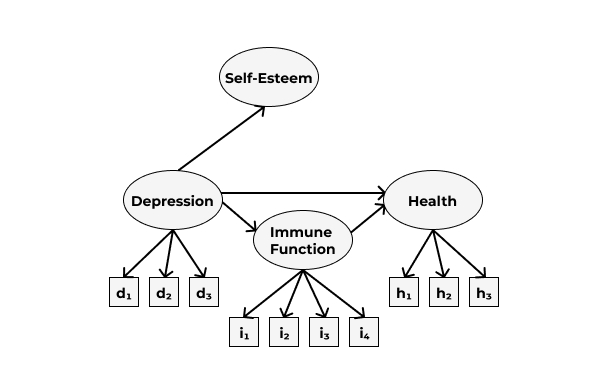 Self-Esteem
Depression
Health
Immune
Function
d₁
d₂
d₃
h₁
h₂
h₃
i₁
i₂
i₃
i₄